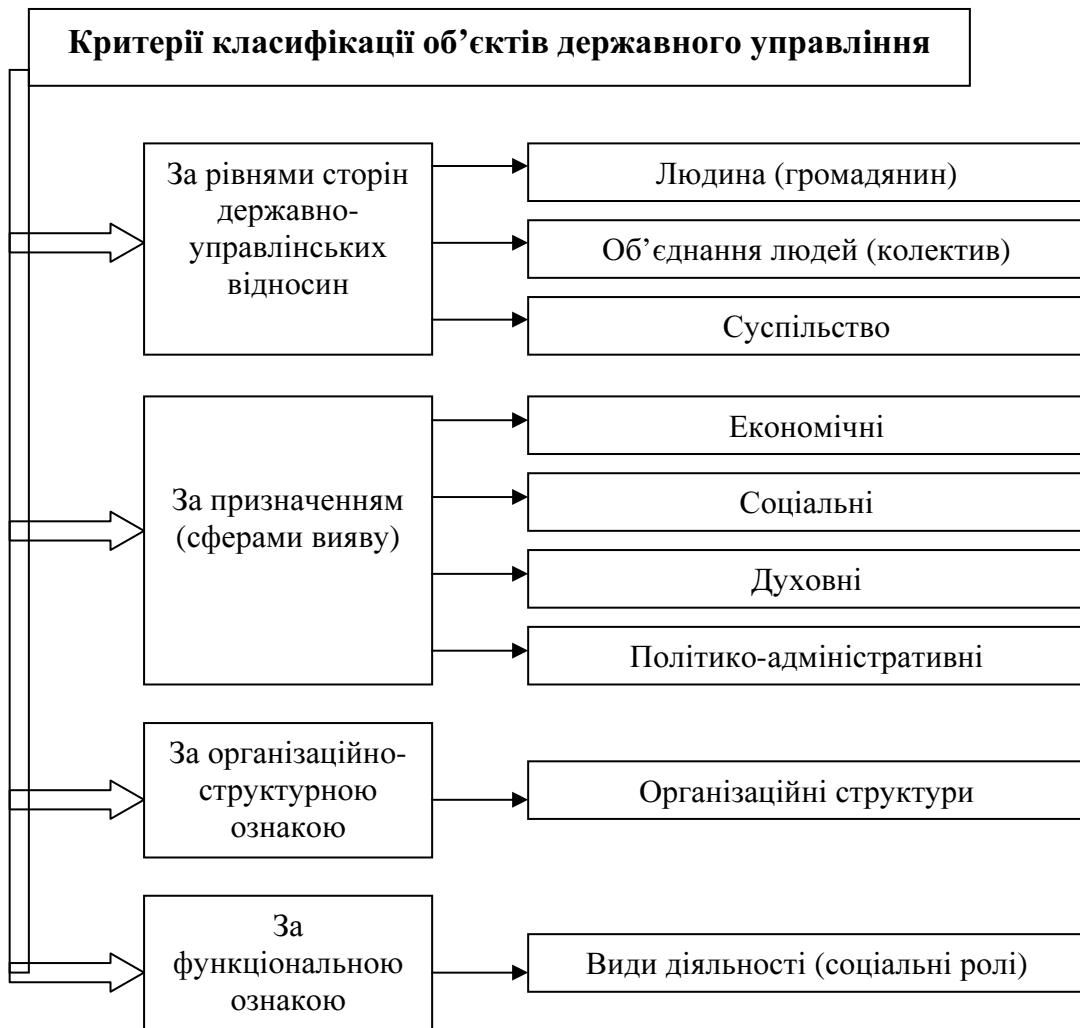 Критерії класифікації об’єктів державного управління
За рівнями сторін
державно-
управлінських
відносин
Людина (громадянин)
Об’єднання людей (колектив)
Суспільство
За призначенням
(сферами вияву)
Економічні
Соціальні
Духовні
Політико-адміністративні
За організаційно-
структурною
ознакою
Організаційні структури
За
функціональною
ознакою
Види діяльності (соціальні ролі)